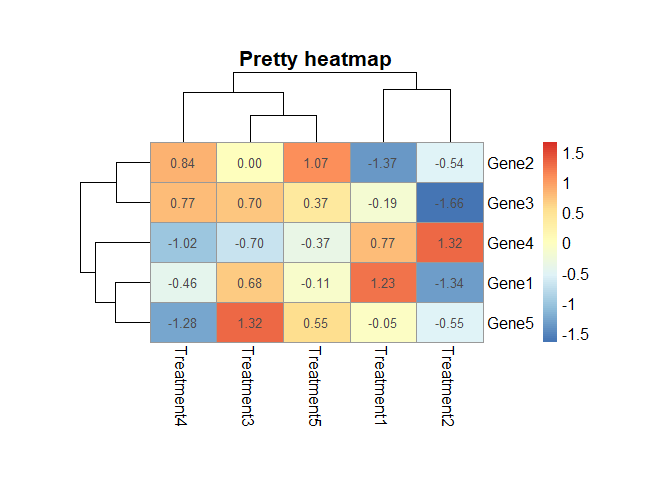 Pretty heatmap
0.84 0.00 1.07 -1.37 -0.54 Gene2
0.77 0.70 0.37 -0.19 -1.66 Gene3
-1.02 -0.70 -0.37 0.77 1.32 Gene4
-0.46 0.68 -0.11 1.23 -1.34 Gene1
-1.28 1.32 0.55 -0.05 -0.55 Gene5
Treatment4 Treatment3 Treatment5 Treatment1 Treatment2
1.5
1
0.5
0
-0.5
-1
-1.5